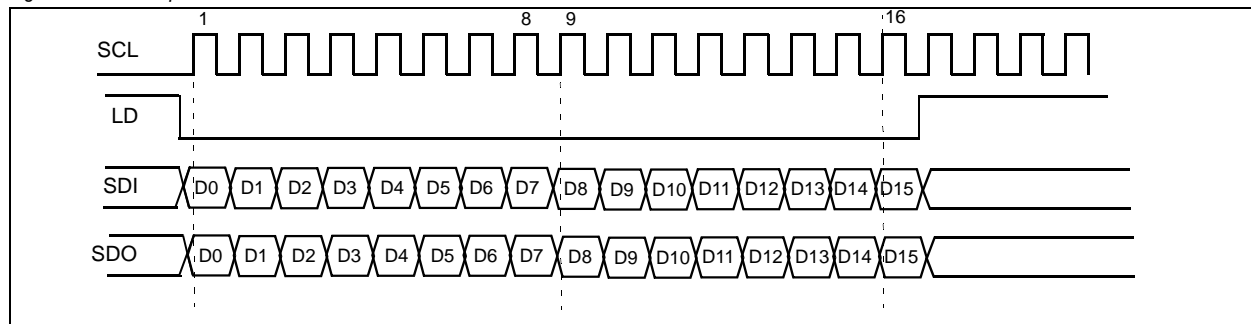 1 8 9 16
SCL
LD
SDI D0 D1 D2 D3 D4 D5 D6 D7 D8 D9 D10 D11 D12 D13 D14 D15
SDO D0 D1 D2 D3 D4 D5 D6 D7 D8 D9 D10 D11 D12 D13 D14 D15